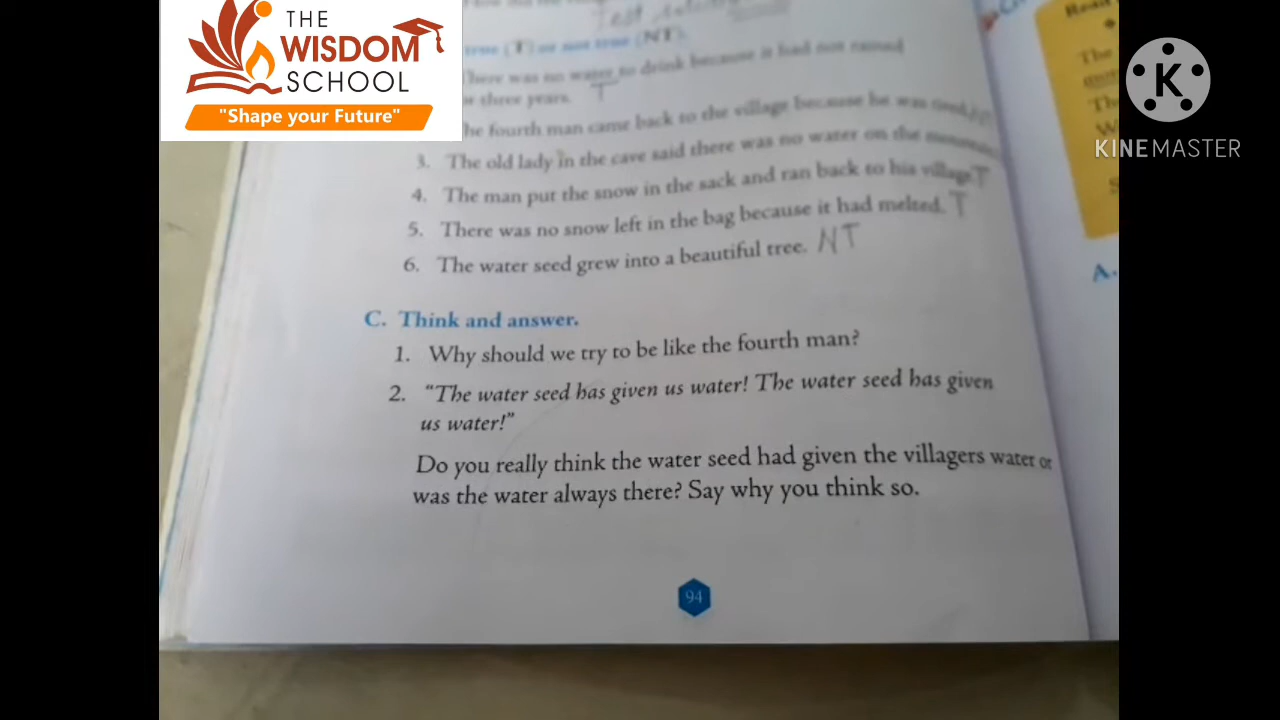 THE
WISDOM
SCHOOL
"Shape your Future"
K
KINEMASTER
Test
true (T) or not true (NT).
There was no water to drink because it had not rained
three years. T
The fourth man came back to the village because he was tired.
3. The old lady in the cave said there was no water on the
4. The man put the snow in the sack and ran back to his village. T
5. There was no snow left in the bag because it had melted. T
6. The water seed grew into a beautiful tree. NT
C. Think and answer.
1. Why should we try to be like the fourth man?
2. "The water seed has given us water! The water seed has given
us water!"
Do you really think the water seed had given the villagers water or
was the water always there? Say why you think so.
94
Read
The
A.